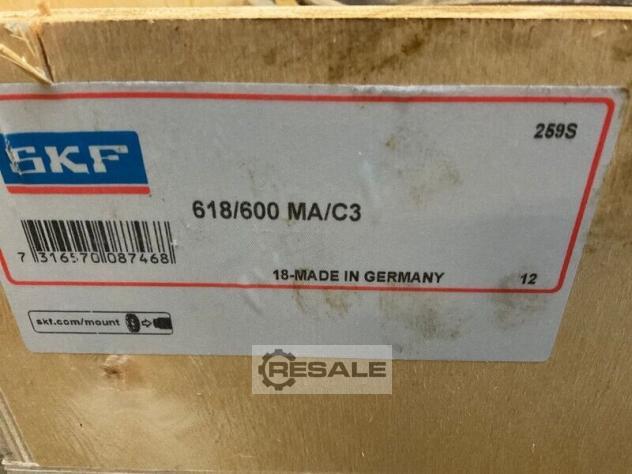 259S
SKF
618/600 MA/C3
7 316570 087468
18-MADE IN GERMANY 12
skf.com/mount
RESALE